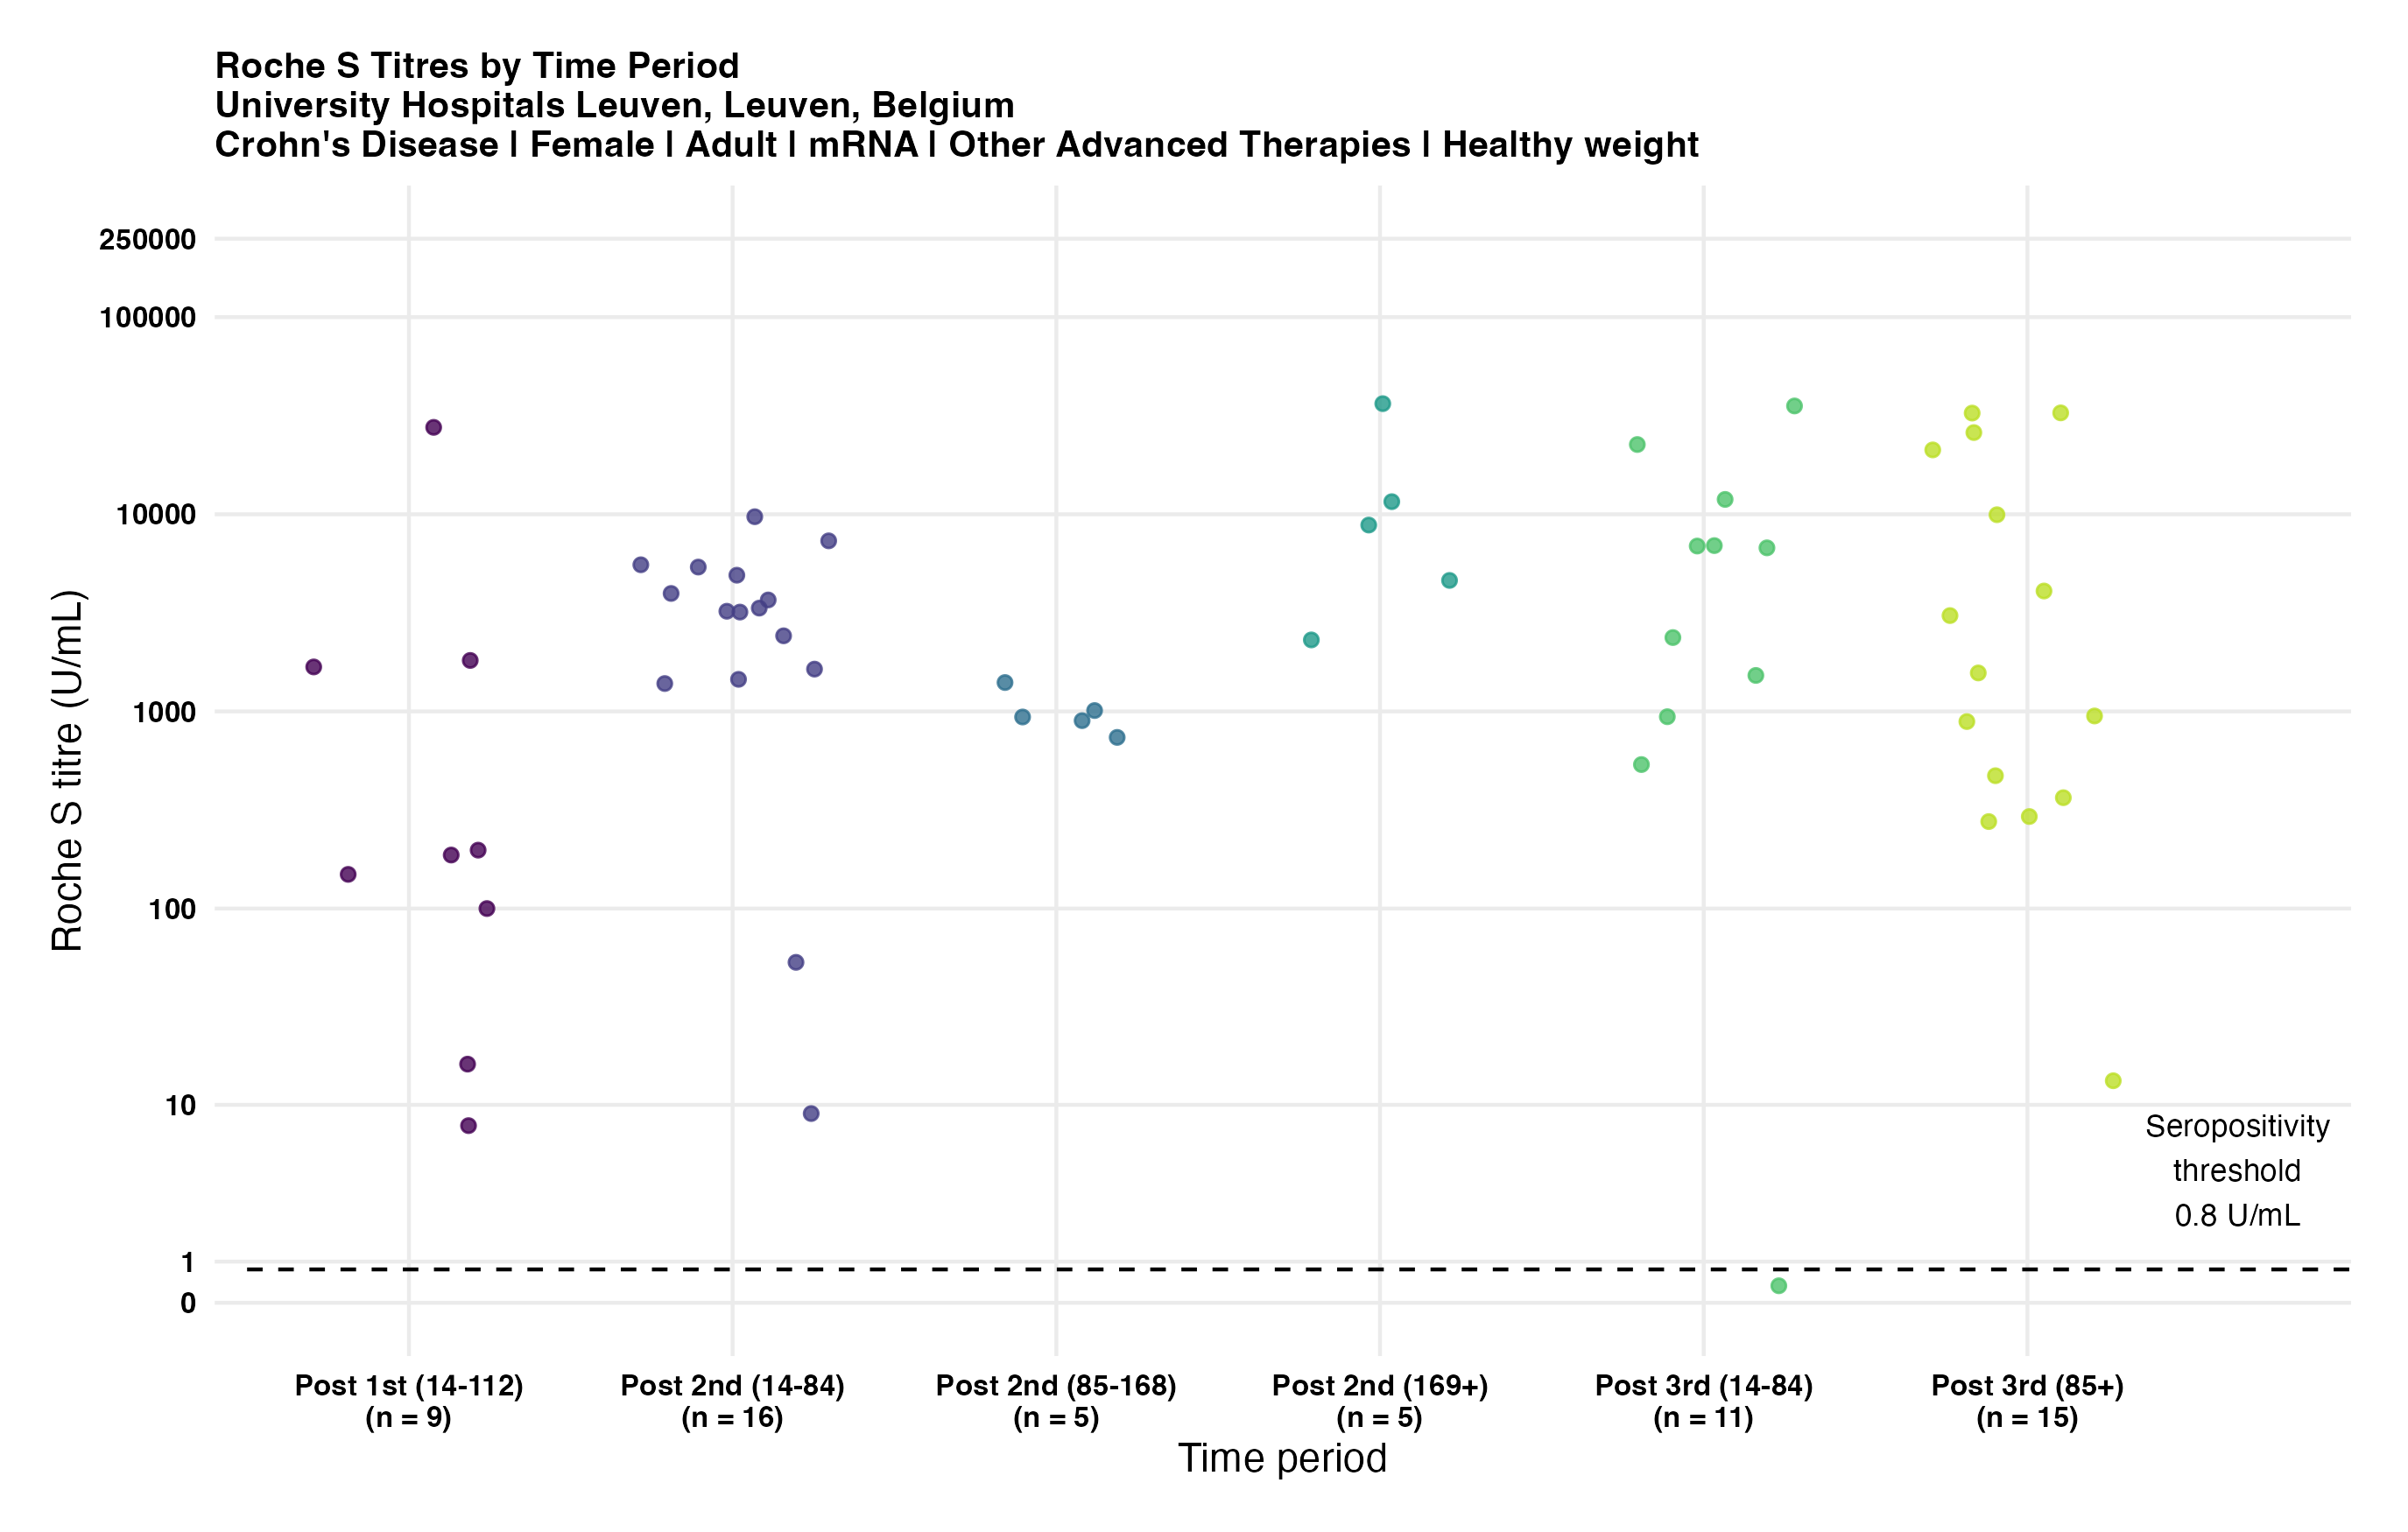 Roche S Titres by Time Period
University Hospitals Leuven, Leuven, Belgium
Crohn's Disease | Female | Adult | mRNA | Other Advanced Therapies | Healthy weight
Roche S titre (U/mL)
250000
100000
10000
1000
100
10
1
0
Seropositivity
threshold
0.8 U/mL
Post 1st (14-112) Post 2nd (14-84) Post 2nd (85-168) Post 2nd (169+) Post 3rd (14-84) Post 3rd (85+)
(n = 9) (n = 16) (n = 5) (n = 5) (n = 11) (n = 15)
Time period